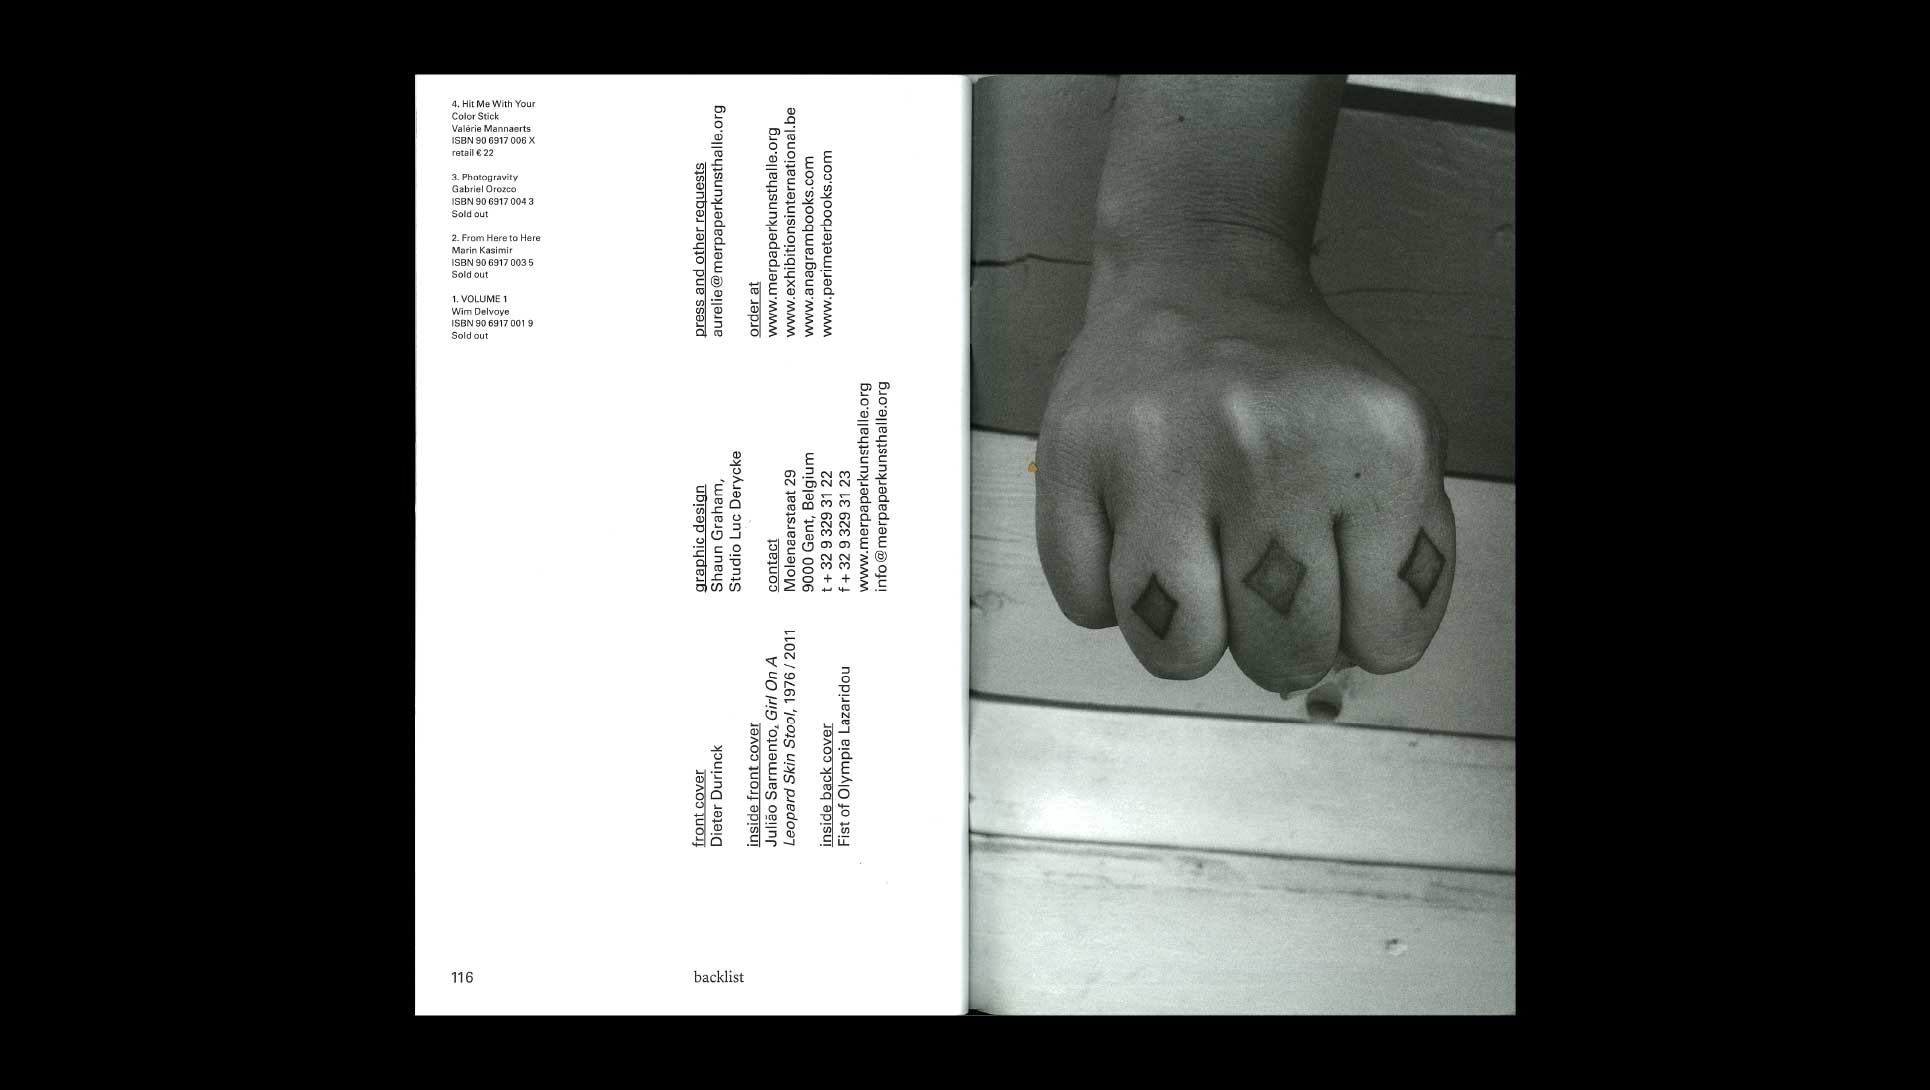 4. Hit Me With Your
Color Stick
Valérie Mannaerts
ISBN 90 6917 006 X
retail € 22
3. Photogravity
Gabriel Orozco
ISBN 90 6917 004 3
Sold out
2. From Here to Here
Marin Kasimir
ISBN 90 6917 003 5
Sold out
1. VOLUME 1
Wim Delvoye
ISBN 90 6917 001 9
Sold out
front cover
Dieter Durinck
inside front cover
Julião Sarmento, Girl On A
Leopard Skin Stool, 1976 / 2011
inside back cover
Fist of Olympia Lazaridou
graphic design
Shaun Graham,
Studio Luc Derycke
contact
Molenaarstaat 29
9000 Gent, Belgium
t + 32 9 329 31 22
f + 32 9 329 31 23
www.merpaperkunsthalle.org
info@merpaperkunsthalle.org
press and other requests
aurelie@merpaperkunsthalle.org
order at
www.merpaperkunsthalle.org
www.exhibitionsinternational.be
www.anagrambooks.com
www.perimeterbooks.com
116
backlist